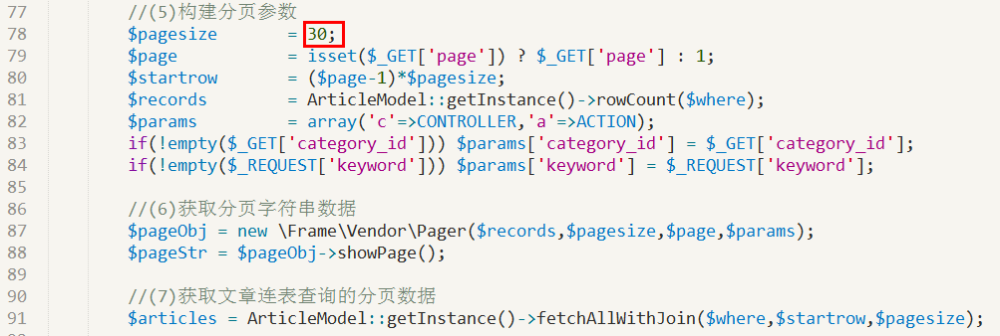 77 //(5)构建分页参数
78 $pagesize = 30;
79 $page = isset($_GET['page']) ? $_GET['page'] : 1;
80 $startrow = ($page-1)*$pagesize;
81 $records = ArticleModel::getInstance()->rowCount($where);
82 $params = array('c'=>CONTROLLER,'a'=>ACTION);
83 if(!empty($_GET['category_id'])) $params['category_id'] = $_GET['category_id'];
84 if(!empty($_REQUEST['keyword'])) $params['keyword'] = $_REQUEST['keyword'];
85
86 //(6)获取分页字符串数据
87 $pageObj = new \Frame\Vendor\Pager($records,$pagesize,$page,$params);
88 $pageStr = $pageObj->showPage();
89
90 //(7)获取文章连表查询的分页数据
91 $articles = ArticleModel::getInstance()->fetchAllWithJoin($where,$startrow,$pagesize);